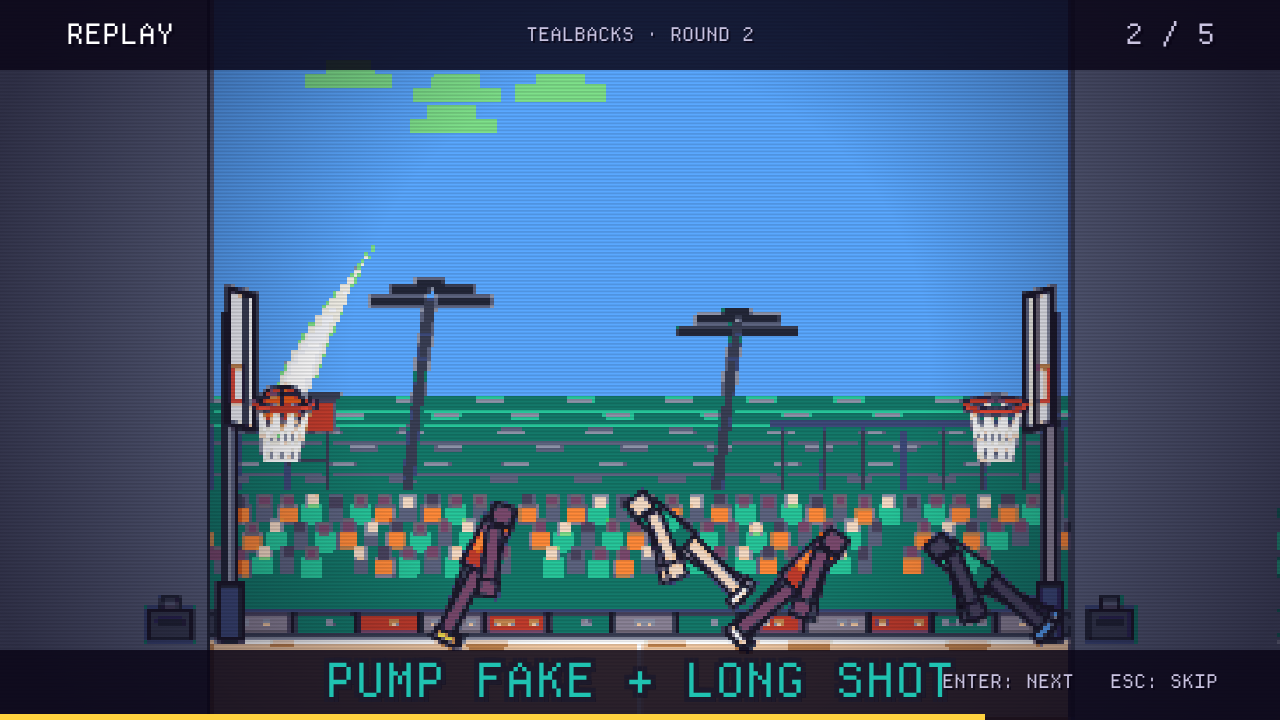 REPLAY
TEALBACKS · ROUND 2
2 / 5
PUMP FAKE + LONG SHOT
ENTER: NEXT
ESC: SKIP